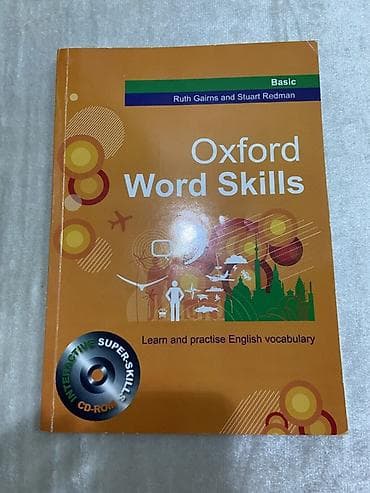 Basic
Ruth Gairns and Stuart Redman
Oxford
Word Skills
Learn and practise English vocabulary
INTERACTIVE SUPER-SKILLS
CD-ROM